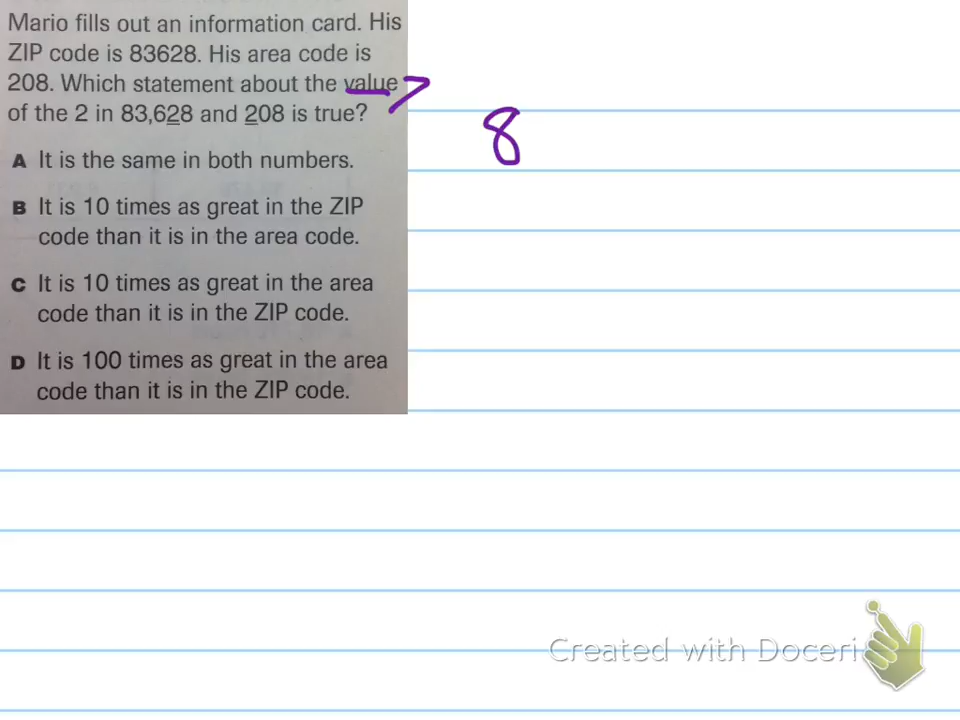 Mario fills out an information card. His
ZIP code is 83628. His area code is
208. Which statement about the value
of the 2 in 83,628 and 208 is true?
8
A It is the same in both numbers.
B It is 10 times as great in the ZIP
code than it is in the area code.
C It is 10 times as great in the area
code than it is in the ZIP code.
D It is 100 times as great in the area
code than it is in the ZIP code.
Created with Doceri